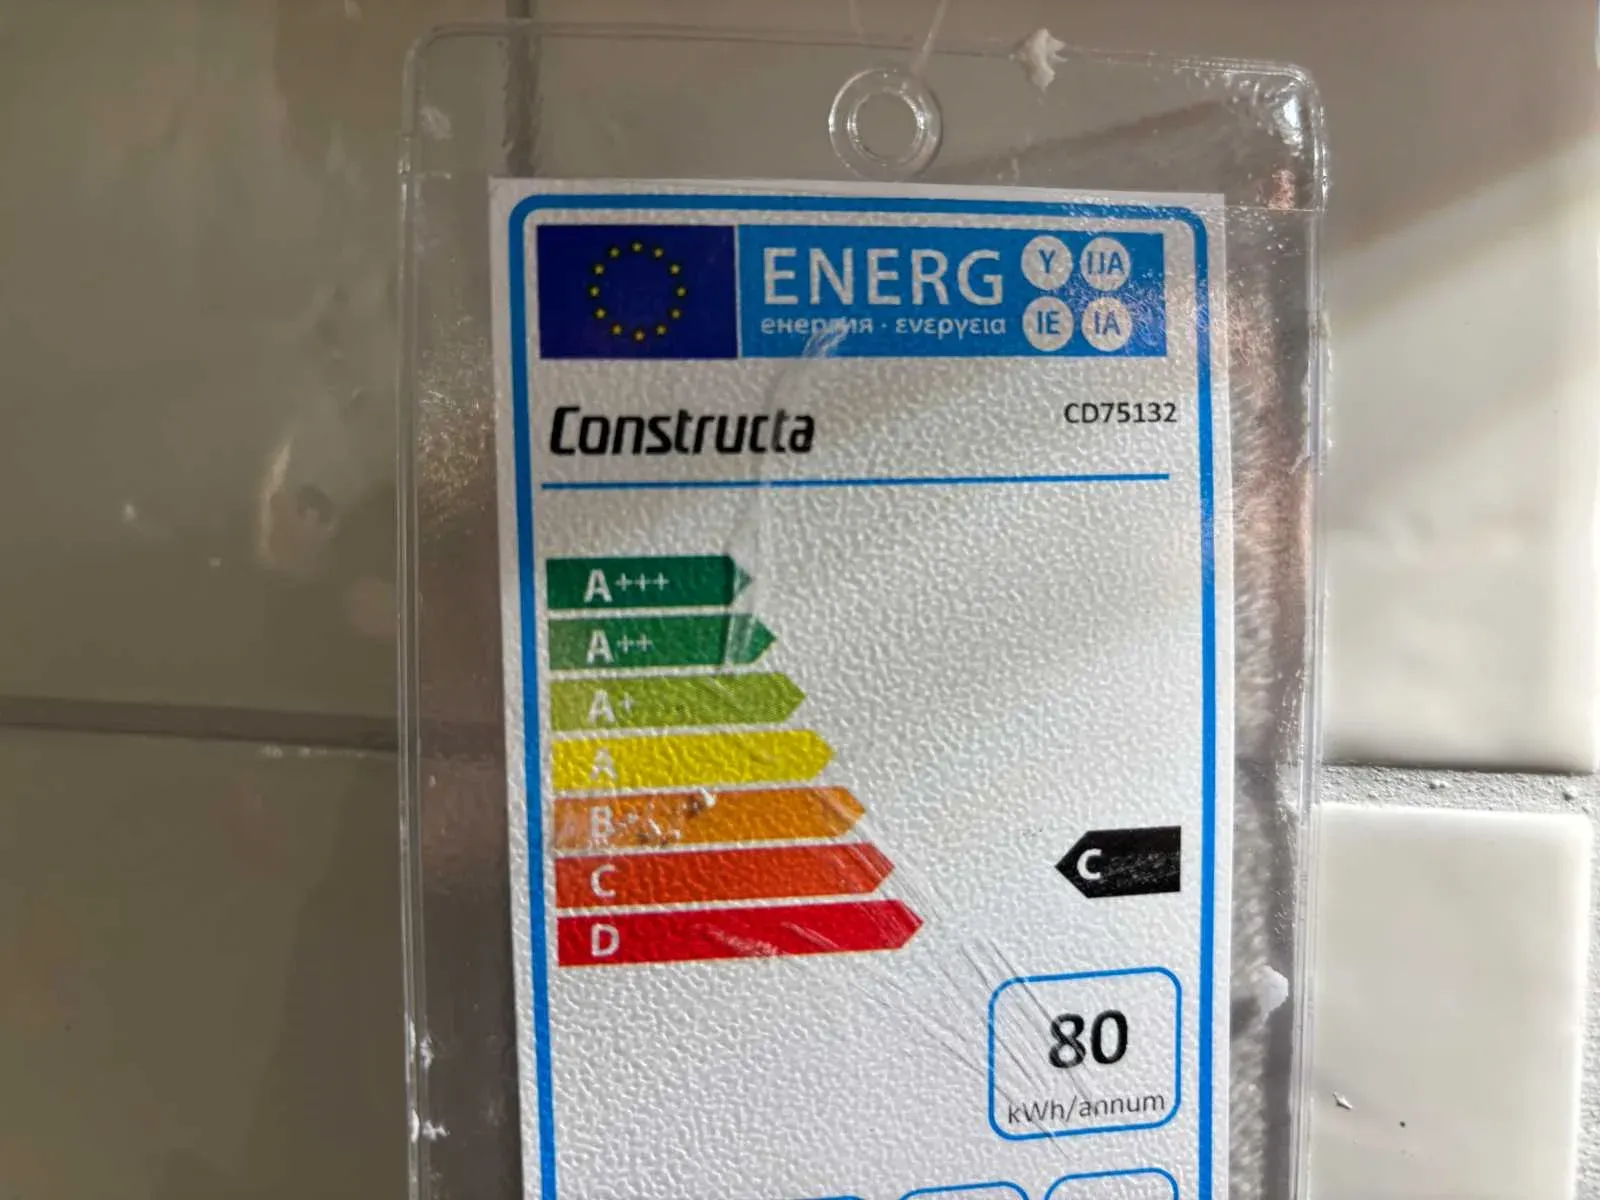 ENERG Y IJA
енергия · ενεργεια IE IA
Constructa CD75132
A+++
A++
A+
A
B
C C
D
80
kWh/annum